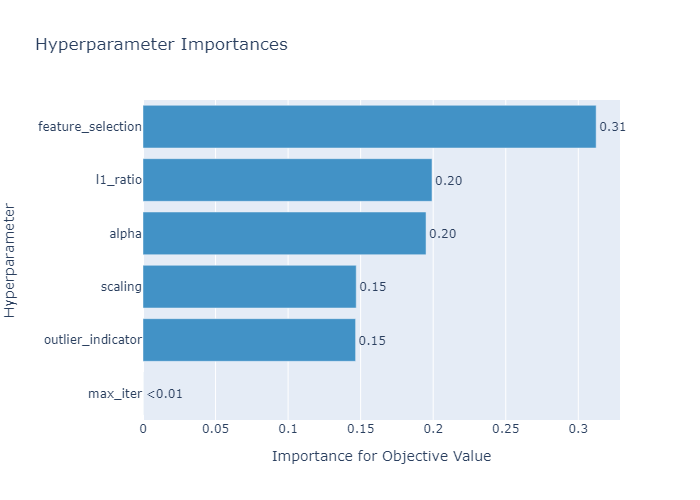 Hyperparameter Importances
Hyperparameter
feature_selection 0.31
l1_ratio 0.20
alpha 0.20
scaling 0.15
outlier_indicator 0.15
max_iter <0.01
0 0.05 0.1 0.15 0.2 0.25 0.3
Importance for Objective Value